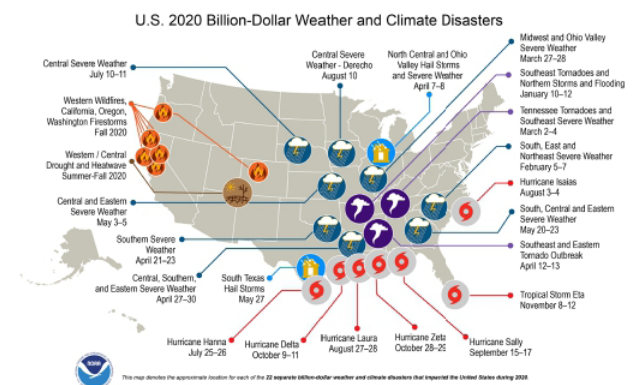 U.S. 2020 Billion-Dollar Weather and Climate Disasters
Central Severe Weather
July 10–11
Central Severe
Weather - Derecho
August 10
North Central and Ohio
Valley Hail Storms
and Severe Weather
April 7–8
Midwest and Ohio Valley
Severe Weather
March 27–28
Southeast Tornadoes and
Northern Storms and Flooding
January 10–12
Tennessee Tornadoes and
Southeast Severe Weather
March 2–4
South, East and
Northeast Severe Weather
February 5–7
Hurricane Isaias
August 3–4
South, Central and Eastern
Severe Weather
May 20–23
Southeast and Eastern
Tornado Outbreak
April 12–13
Tropical Storm Eta
November 8–12
Western Wildfires,
California, Oregon,
Washington Firestorms
Fall 2020
Western / Central
Drought and Heatwave
Summer-Fall 2020
Central and Eastern
Severe Weather
May 3–5
Southern Severe
Weather
April 21–23
Central, Southern,
and Eastern Severe Weather
April 27–30
South Texas
Hail Storms
May 27
Hurricane Hanna
July 25–26
Hurricane Delta
October 9–11
Hurricane Laura
August 27–28
Hurricane Zeta
October 28–29
Hurricane Sally
September 15–17
NOAA
This map denotes the approximate location for each of the 22 separate billion-dollar weather and climate disasters that impacted the United States during 2020.